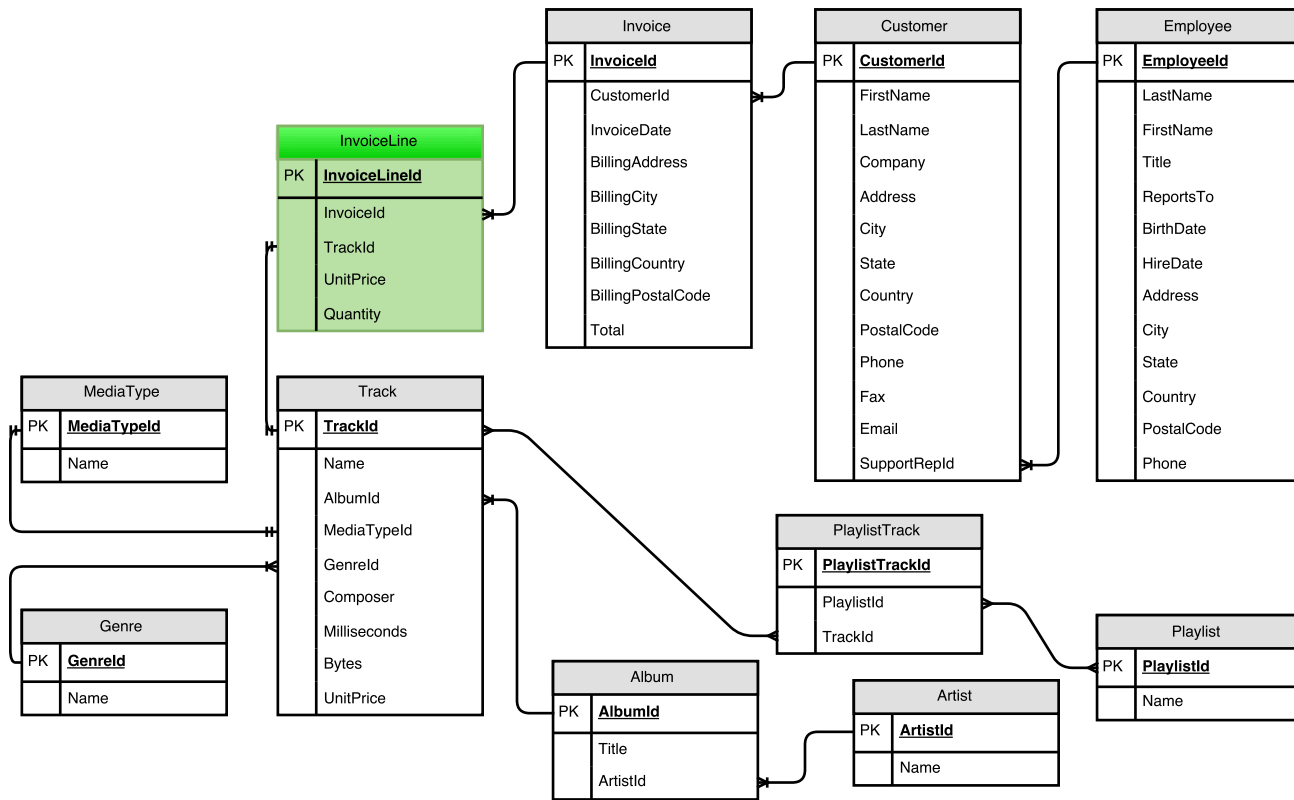 Invoice
PK InvoiceId
CustomerId
InvoiceDate
BillingAddress
BillingCity
BillingState
BillingCountry
BillingPostalCode
Total
Customer
PK CustomerId
FirstName
LastName
Company
Address
City
State
Country
PostalCode
Phone
Fax
Email
SupportRepId
Employee
PK EmployeeId
LastName
FirstName
Title
ReportsTo
BirthDate
HireDate
Address
City
State
Country
PostalCode
Phone
InvoiceLine
PK InvoiceLineId
InvoiceId
TrackId
UnitPrice
Quantity
MediaType
PK MediaTypeId
Name
Track
PK TrackId
Name
AlbumId
MediaTypeId
GenreId
Composer
Milliseconds
Bytes
UnitPrice
Genre
PK GenreId
Name
PlaylistTrack
PK PlaylistTrackId
PlaylistId
TrackId
Playlist
PK PlaylistId
Name
Album
PK AlbumId
Title
ArtistId
Artist
PK ArtistId
Name